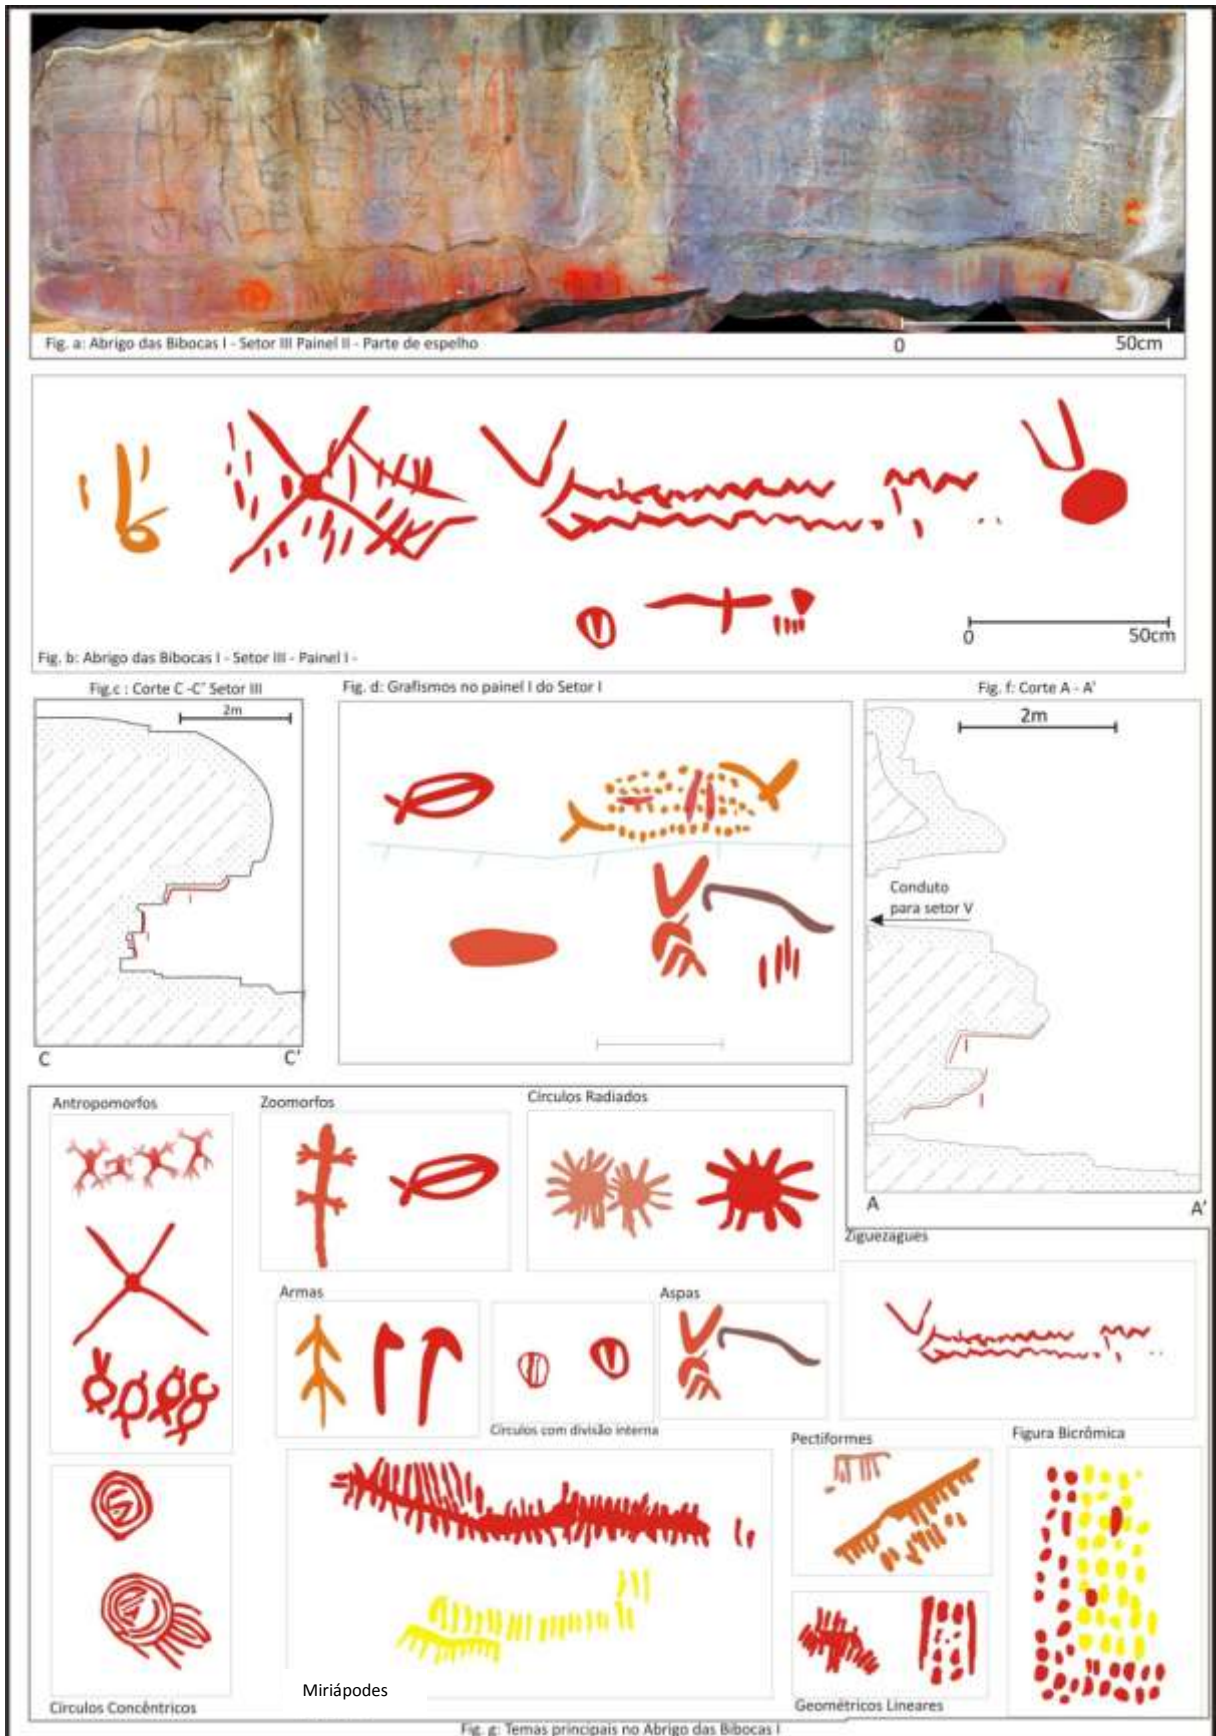 ADERLANE
Fig. a: Abrigo das Bibocas I - Setor III Painel II - Parte de espelho
0
50cm
0
50cm
Fig. b: Abrigo das Bibocas I - Setor III - Painel I -
Fig.c : Corte C -C' Setor III
Fig. d: Grafismos no painel I do Setor I
Fig. f: Corte A - A'
2m
2m
Conduto
para setor V
I
I
I
I
C
C'
A
A'
Antropomorfos
Zoomorfos
Círculos Radiados
Ziguezagues
Armas
Aspas
Círculos com divisão interna
Pectiformes
Figura Bicrômica
Miriápodes
Círculos Concêntricos
Geométricos Lineares
Fig. g: Temas principais no Abrigo das Bibocas I